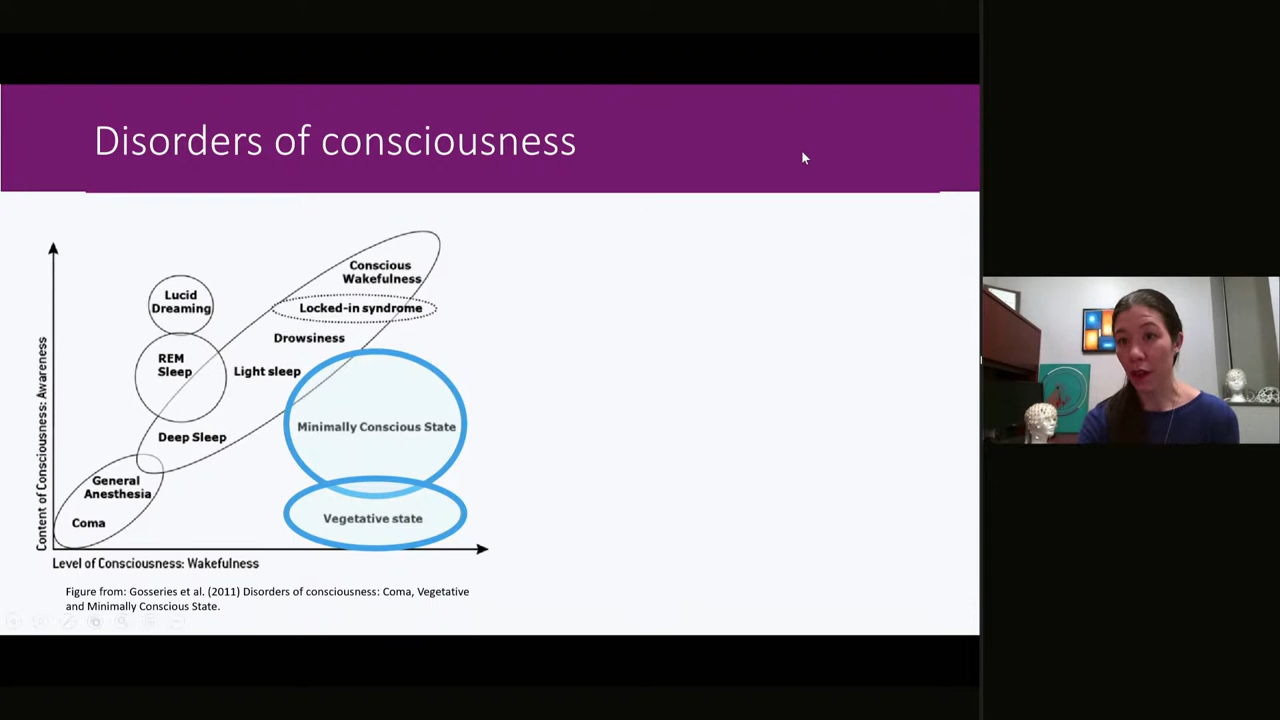 Disorders of consciousness
Conscious
Wakefulness
Lucid
Dreaming
Locked-in syndrome
Drowsiness
REM
Sleep
Light sleep
Minimally Conscious State
Deep Sleep
General
Anesthesia
Coma
Vegetative state
Content of Consciousness: Awareness
Level of Consciousness: Wakefulness
Figure from: Gosseries et al. (2011) Disorders of consciousness: Coma, Vegetative
and Minimally Conscious State.